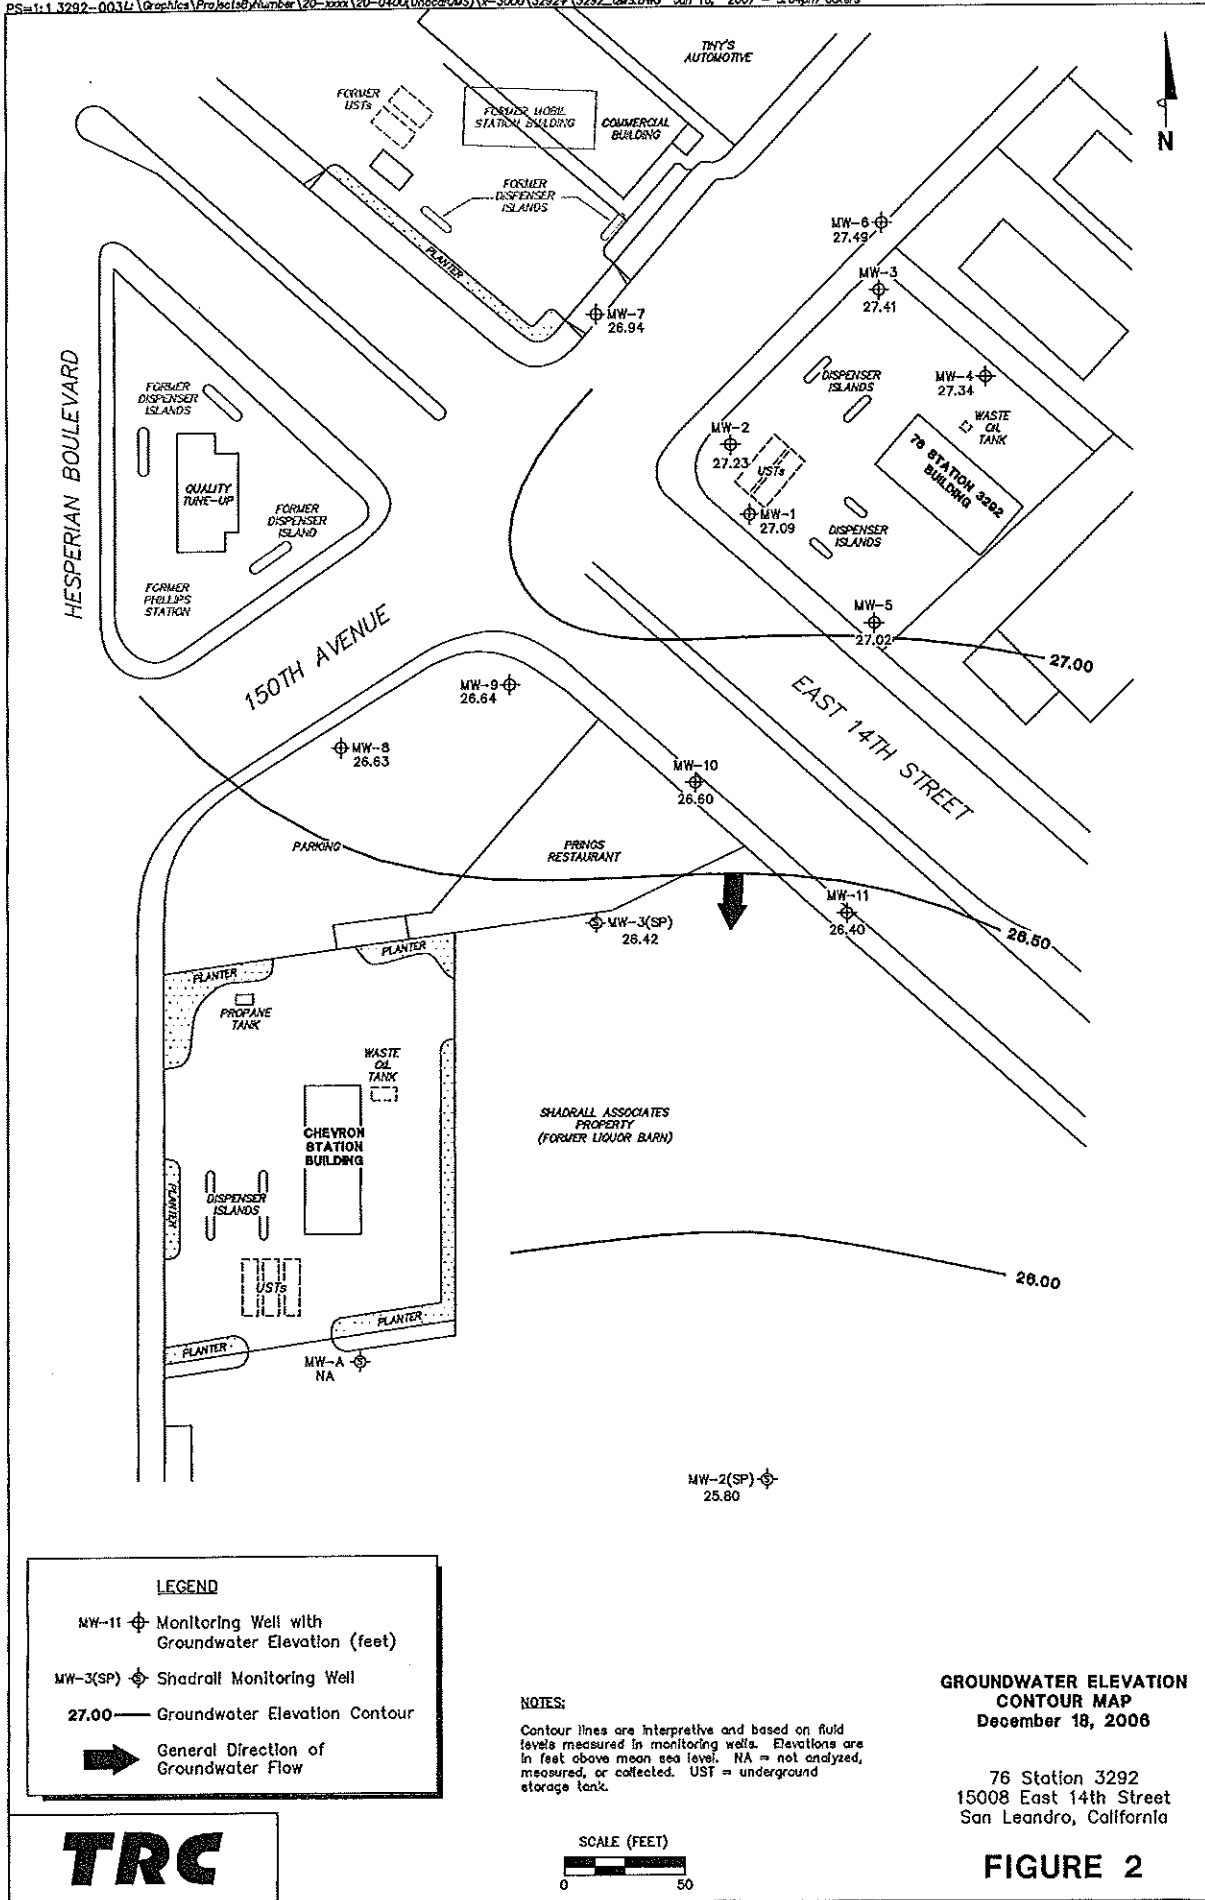 PS=1:1 3292-003
TINY'S
AUTOMOTIVE
FORMER
USTs
FORMER MOBIL
STATION BUILDING
COMMERCIAL
BUILDING
N
FORMER
DISPENSER
ISLANDS
PLANTER
MW-6
27.49
MW-3
27.41
MW-7
26.94
HESPERIAN BOULEVARD
FORMER
DISPENSER
ISLANDS
DISPENSER
ISLANDS
MW-4
27.34
WASTE
OIL
TANK
MW-2
27.23
USTs
76 STATION 3292
BUILDING
QUALITY
TUNE-UP
FORMER
DISPENSER
ISLAND
MW-1
27.09
DISPENSER
ISLANDS
FORMER
PHILLIPS
STATION
MW-5
27.02
27.00
150TH AVENUE
MW-9
26.64
EAST 14TH STREET
MW-8
26.63
MW-10
26.60
PARKING
PRINGS
RESTAURANT
MW-11
26.40
MW-3(SP)
26.42
26.50
PLANTER
PLANTER
PROPANE
TANK
WASTE
OIL
TANK
SHADRALL ASSOCIATES
PROPERTY
(FORMER LIQUOR BARN)
CHEVRON
STATION
BUILDING
PLANTER
DISPENSER
ISLANDS
USTs
26.00
PLANTER
PLANTER
MW-A
NA
MW-2(SP)
25.80
LEGEND
MW-11 Monitoring Well with
Groundwater Elevation (feet)
MW-3(SP) Shadrall Monitoring Well
27.00 Groundwater Elevation Contour
General Direction of
Groundwater Flow
NOTES:
Contour lines are interpretive and based on fluid
levels measured in monitoring wells. Elevations are
in feet above mean sea level. NA = not analyzed,
measured, or collected. UST = underground
storage tank.
GROUNDWATER ELEVATION
CONTOUR MAP
December 18, 2006
76 Station 3292
15008 East 14th Street
San Leandro, California
TRC
SCALE (FEET)
0 50
FIGURE 2